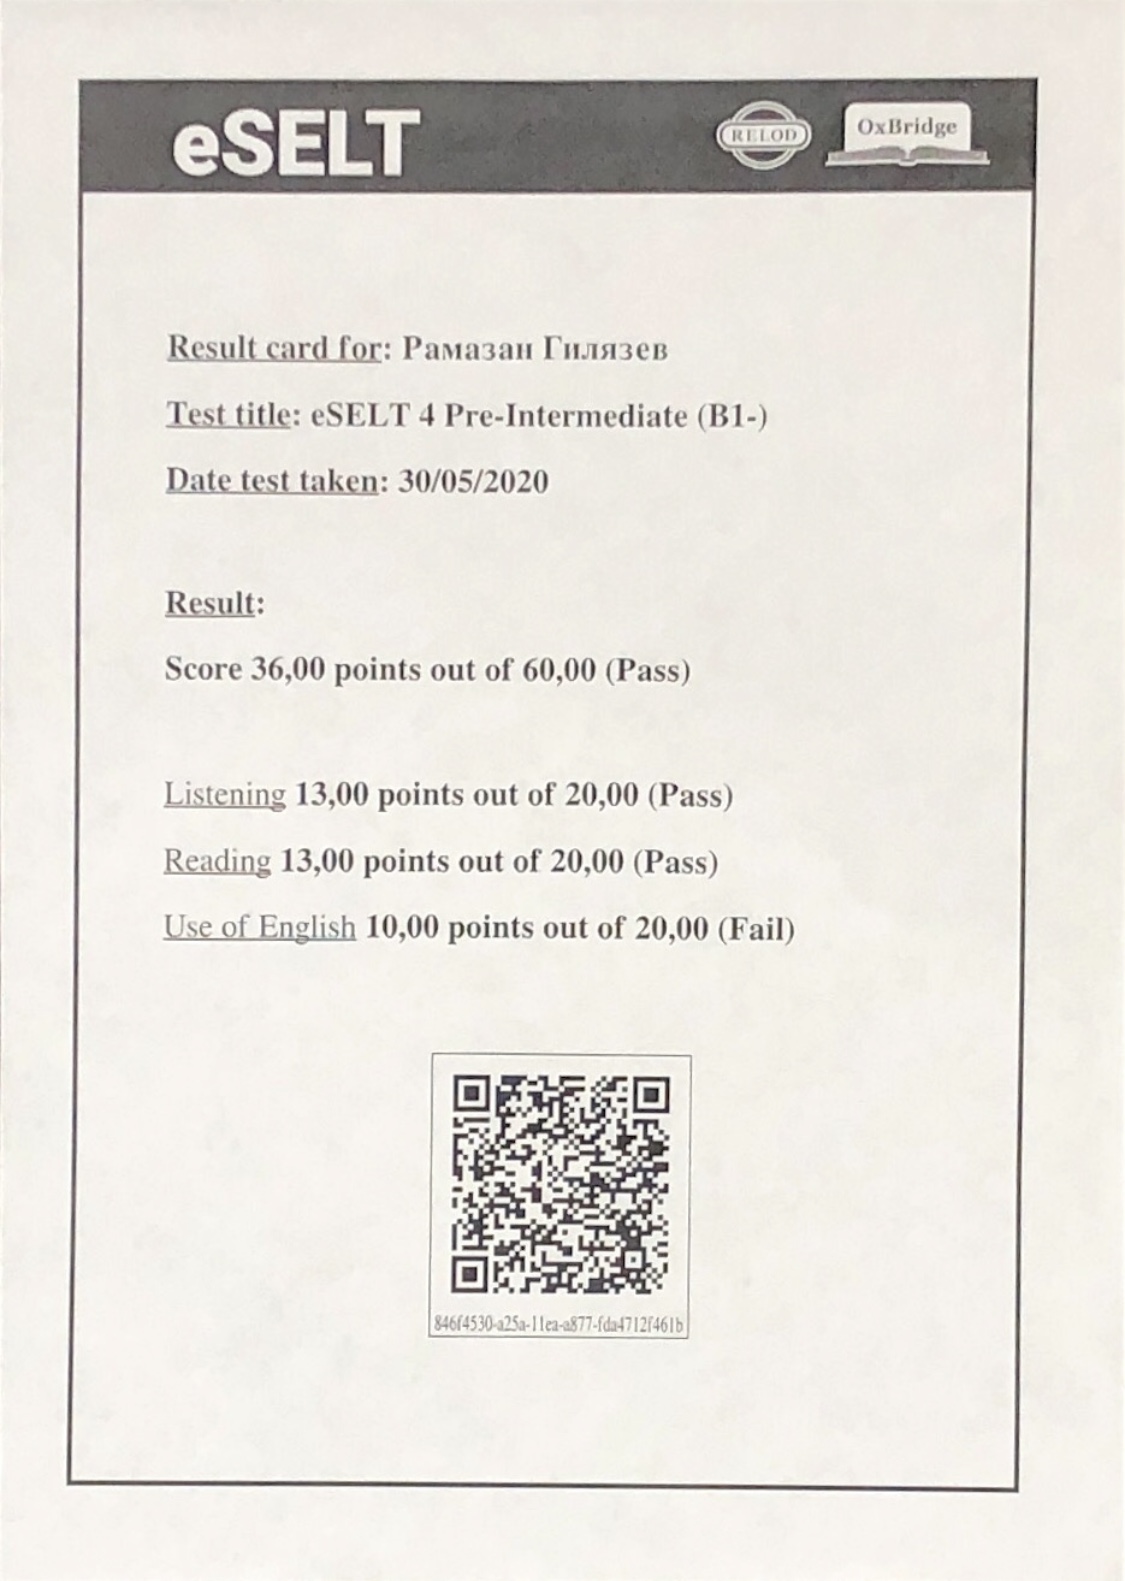 eSELT
RELOD
OxBridge
Result card for: Рамазан Гилязев
Test title: eSELT 4 Pre-Intermediate (B1-)
Date test taken: 30/05/2020
Result:
Score 36,00 points out of 60,00 (Pass)
Listening 13,00 points out of 20,00 (Pass)
Reading 13,00 points out of 20,00 (Pass)
Use of English 10,00 points out of 20,00 (Fail)
846f4530-a25a-11ea-a877-fda4712f461b